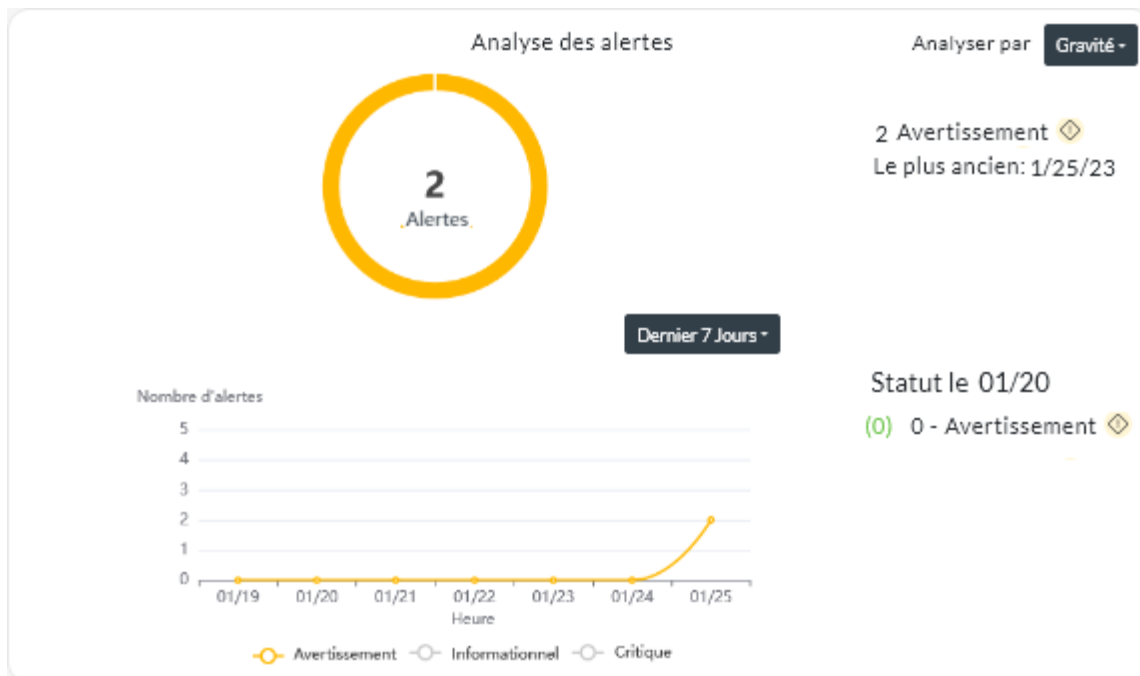 Analyse des alertes
Analyser par Gravité
2 Avertissement
Le plus ancien: 1/25/23
2
Alertes
Dernier 7 Jours
Statut le 01/20
(0) 0 - Avertissement
Nombre d'alertes
5
4
3
2
1
0
01/19 01/20 01/21 01/22 01/23 01/24 01/25
Heure
Avertissement Informationnel Critique